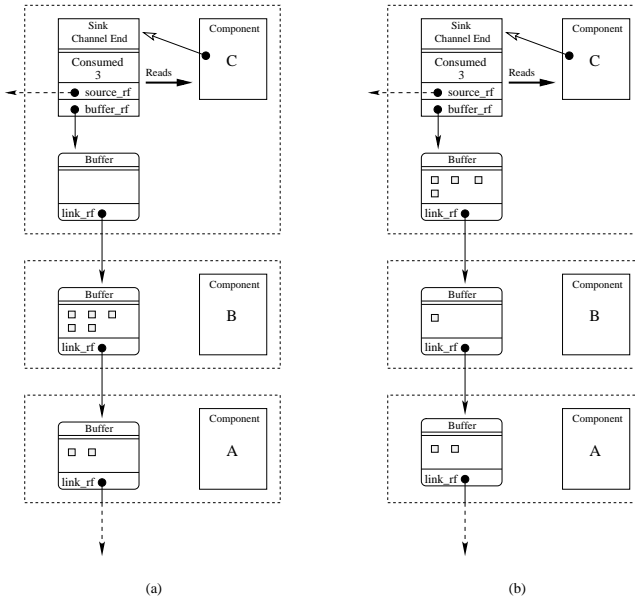 Sink
Channel End
Consumed
3
source_rf
buffer_rf
Reads
Component
C
Buffer
link_rf
Buffer
link_rf
Component
B
Buffer
link_rf
Component
A
(a)
Sink
Channel End
Consumed
3
source_rf
buffer_rf
Reads
Component
C
Buffer
link_rf
Buffer
link_rf
Component
B
Buffer
link_rf
Component
A
(b)